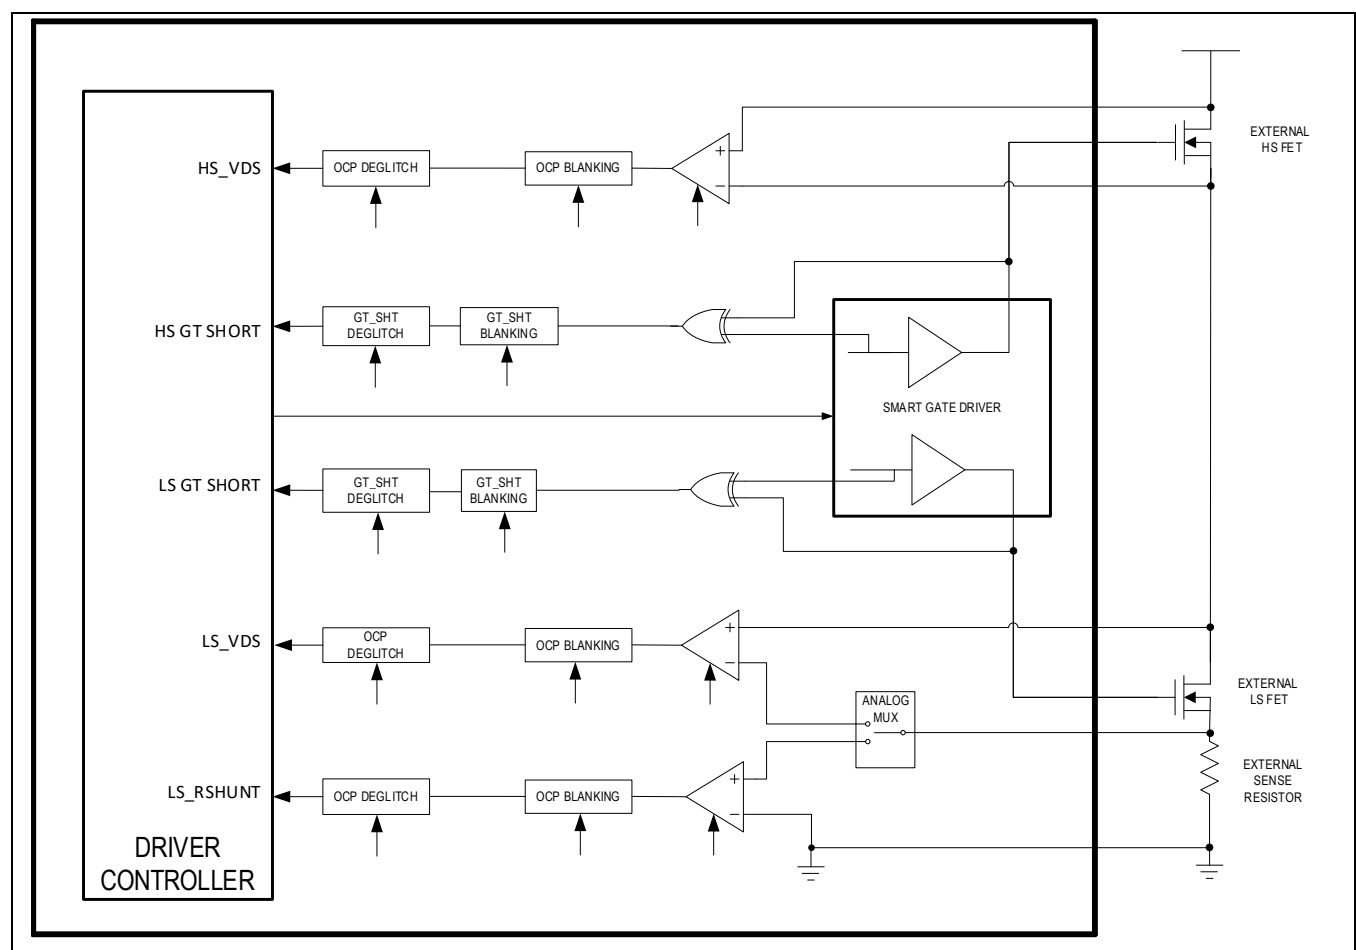 HS_VDS
OCP DEGLITCH
OCP BLANKING
+
−
EXTERNAL
HS FET
HS GT SHORT
GT_SHT
DEGLITCH
GT_SHT
BLANKING
SMART GATE DRIVER
LS GT SHORT
GT_SHT
DEGLITCH
GT_SHT
BLANKING
LS_VDS
OCP
DEGLITCH
OCP BLANKING
+
−
EXTERNAL
LS FET
ANALOG
MUX
LS_RSHUNT
OCP DEGLITCH
OCP BLANKING
+
−
EXTERNAL
SENSE
RESISTOR
DRIVER
CONTROLLER